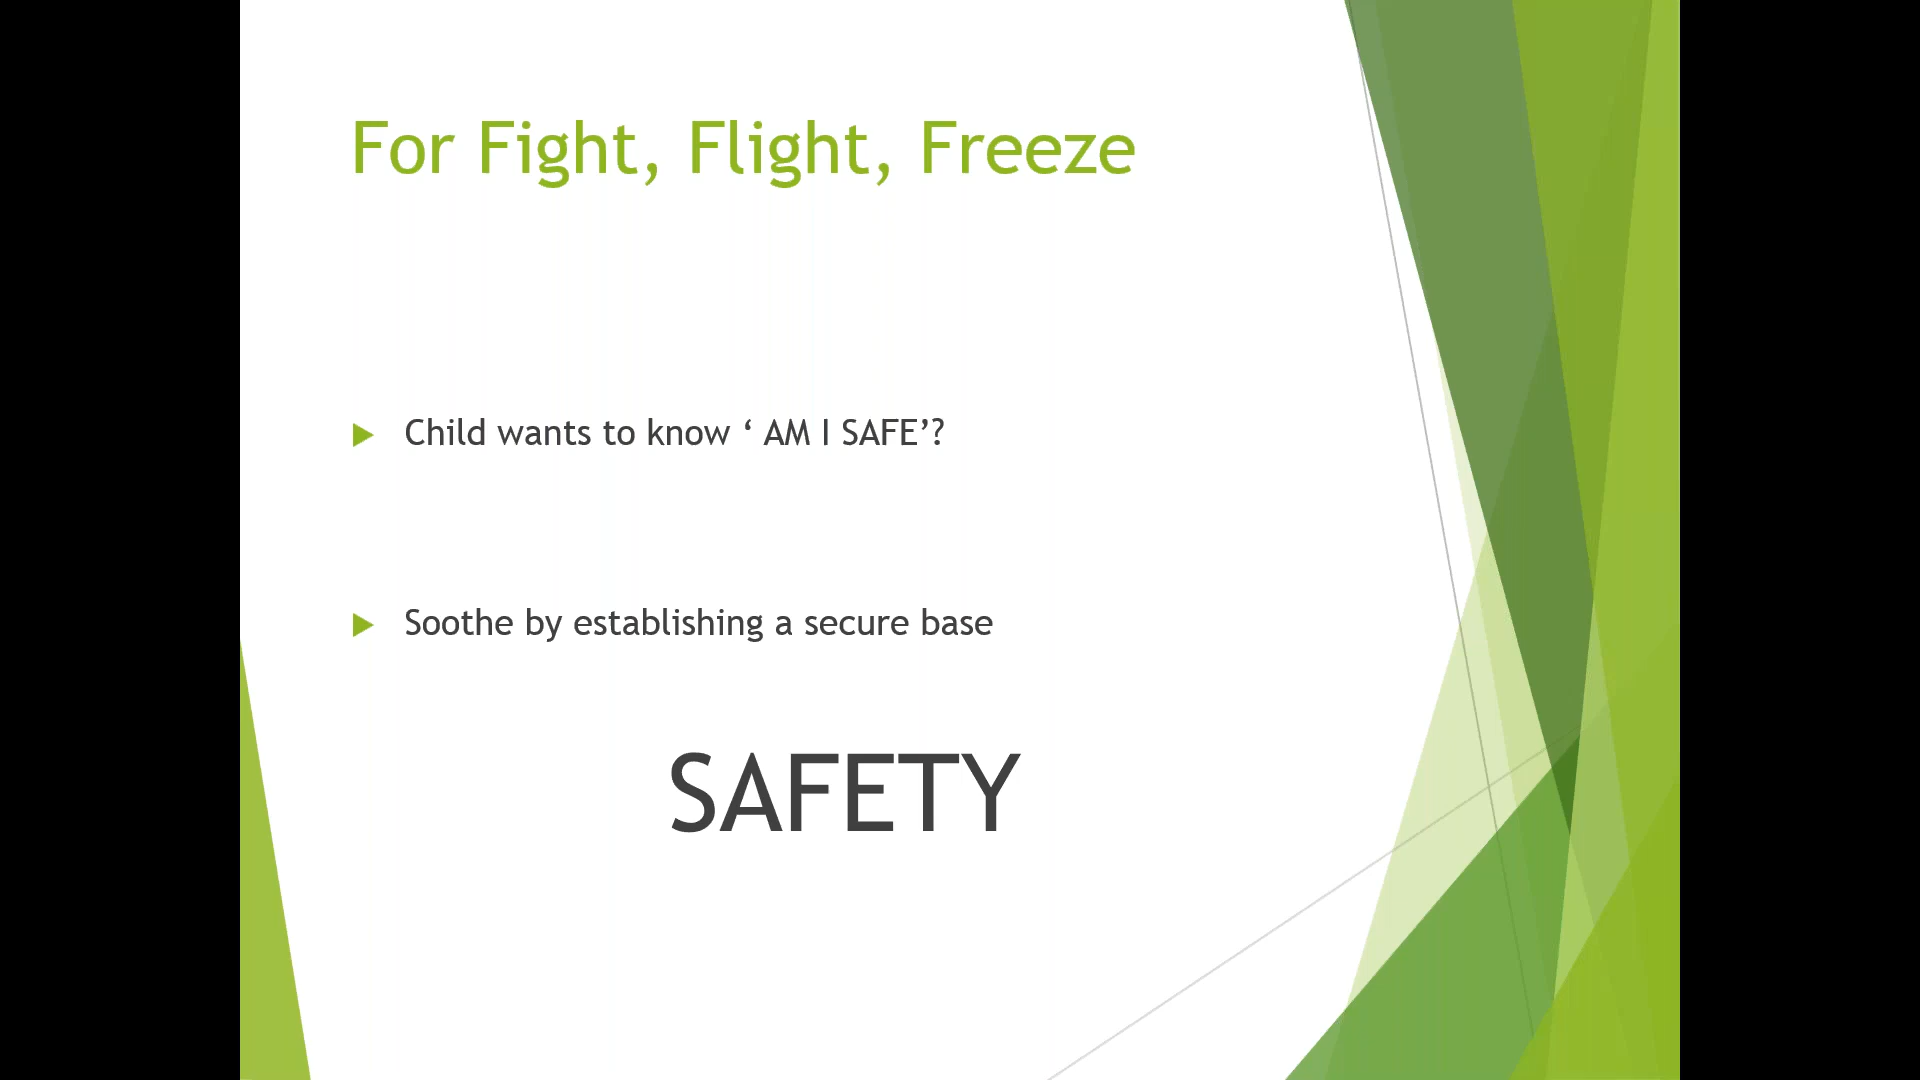 For Fight, Flight, Freeze
Child wants to know ‘ AM I SAFE’?
Soothe by establishing a secure base
SAFETY